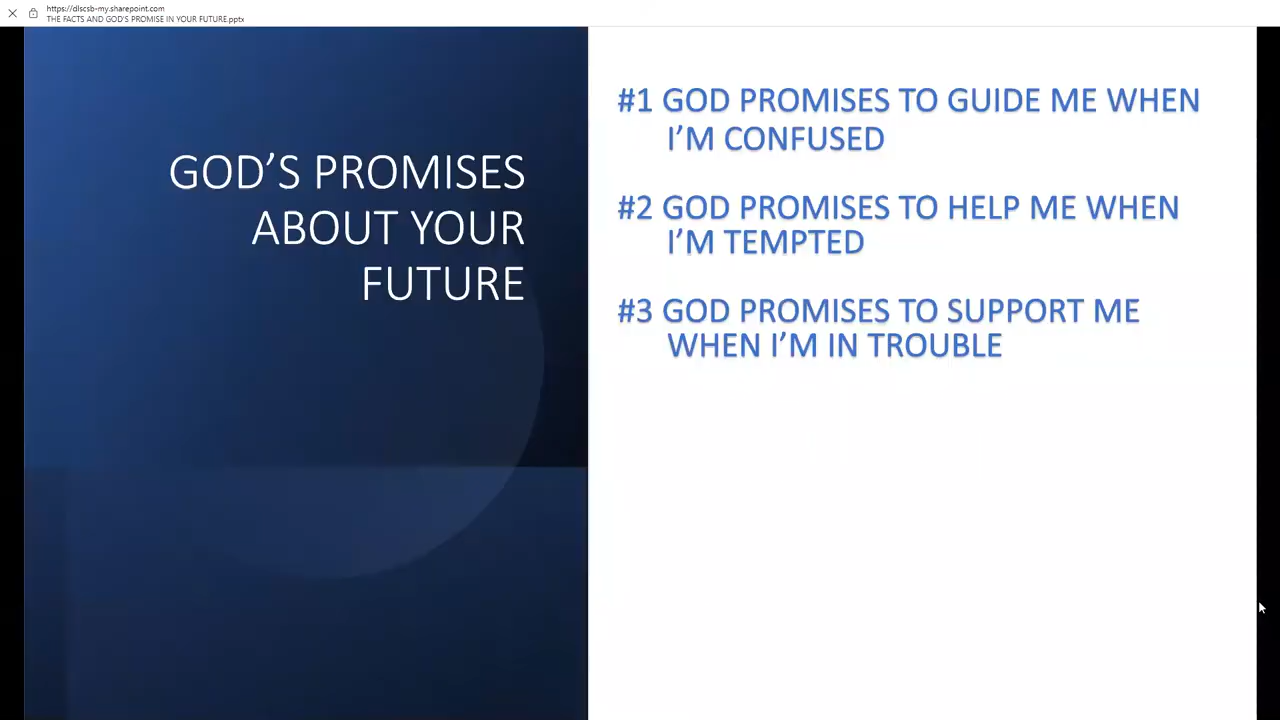 https://dlscsb-my.sharepoint.com
THE FACTS AND GOD'S PROMISE IN YOUR FUTURE.pptx
GOD’S PROMISES
ABOUT YOUR
FUTURE
#1 GOD PROMISES TO GUIDE ME WHEN
I’M CONFUSED
#2 GOD PROMISES TO HELP ME WHEN
I’M TEMPTED
#3 GOD PROMISES TO SUPPORT ME
WHEN I’M IN TROUBLE